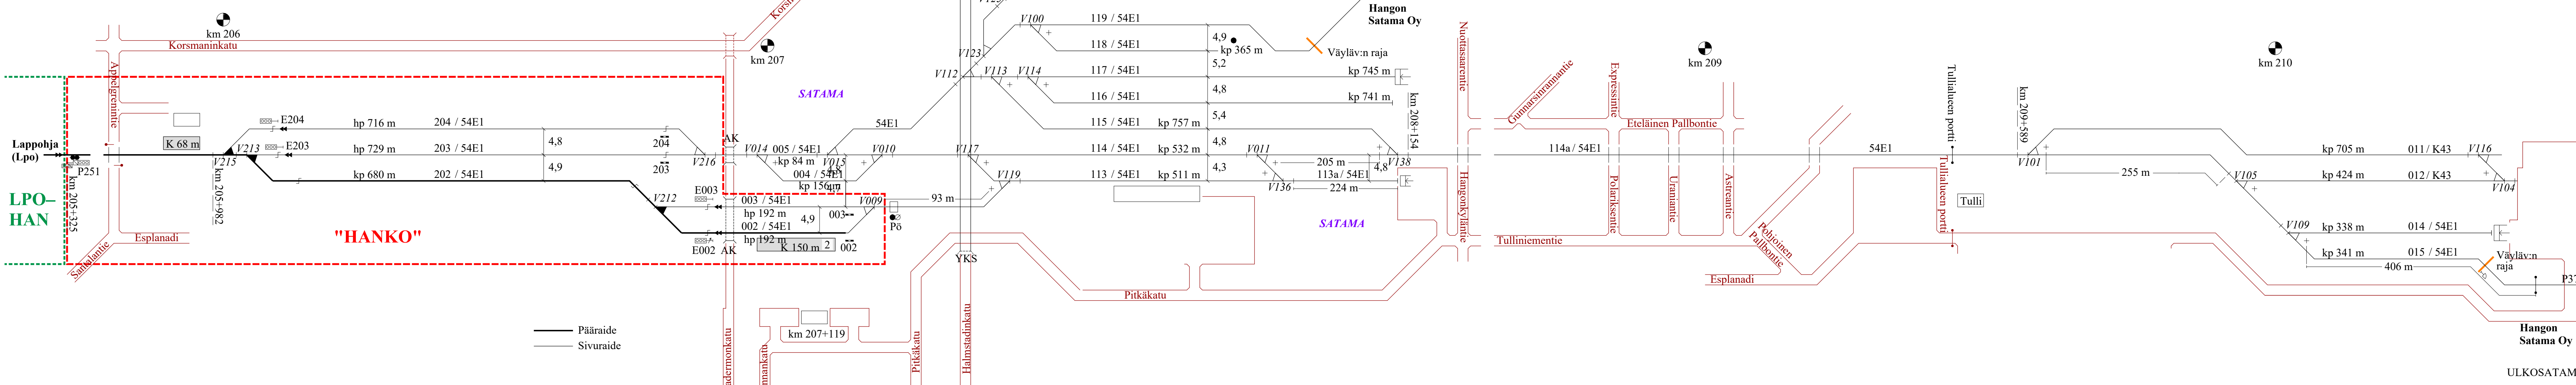 km 206
Korsmaninkatu
km 207
Appelgrenintie
Lappohja
(Lpo)
LPO–
HAN
P251
km 205+325
K 68 m
V215
V213
km 205+982
E204
E203
hp 716 m
204 / 54E1
hp 729 m
203 / 54E1
kp 680 m
202 / 54E1
4,8
4,9
204
203
V216
V212
"HANKO"
Esplanadi
Santalantie
AK
V014
005 / 54E1
kp 84 m
V015
V010
004 / 54E1
kp 156 m
E003
003 / 54E1
hp 192 m
4,9
003
V009
002 / 54E1
hp 192 m
K 150 m
2
002
E002
AK
Pö
93 m
SATAMA
54E1
V123
V112
V100
V113
V114
V117
V119
119 / 54E1
118 / 54E1
117 / 54E1
116 / 54E1
115 / 54E1
114 / 54E1
113 / 54E1
kp 757 m
kp 532 m
kp 511 m
4,9
5,2
4,8
5,4
4,8
4,3
kp 365 m
kp 745 m
kp 741 m
Hangon
Satama Oy
Väyläv:n raja
km 208+154
V011
V136
205 m
113a / 54E1
224 m
4,8
V138
SATAMA
YKS
Halmstadinkatu
Pitkäkatu
Pitkäkatu
km 207+119
Pääraide
Sivuraide
Nuottasaarentie
Hangonkyläntie
Gunnarsinrannantie
Expressintie
Eteläinen Pallbontie
km 209
114a / 54E1
Polariksentie
Uraniantie
Astreantie
Tulliniementie
Pohjoinen
Pallbontie
Esplanadi
54E1
Tullialueen portti
Tullialueen portti
Tulli
km 209+589
V101
255 m
km 210
kp 705 m
011/ K43
V116
V105
kp 424 m
012/ K43
V104
V109
kp 338 m
014 / 54E1
kp 341 m
015 / 54E1
406 m
Väyläv:n
raja
Hangon
Satama Oy